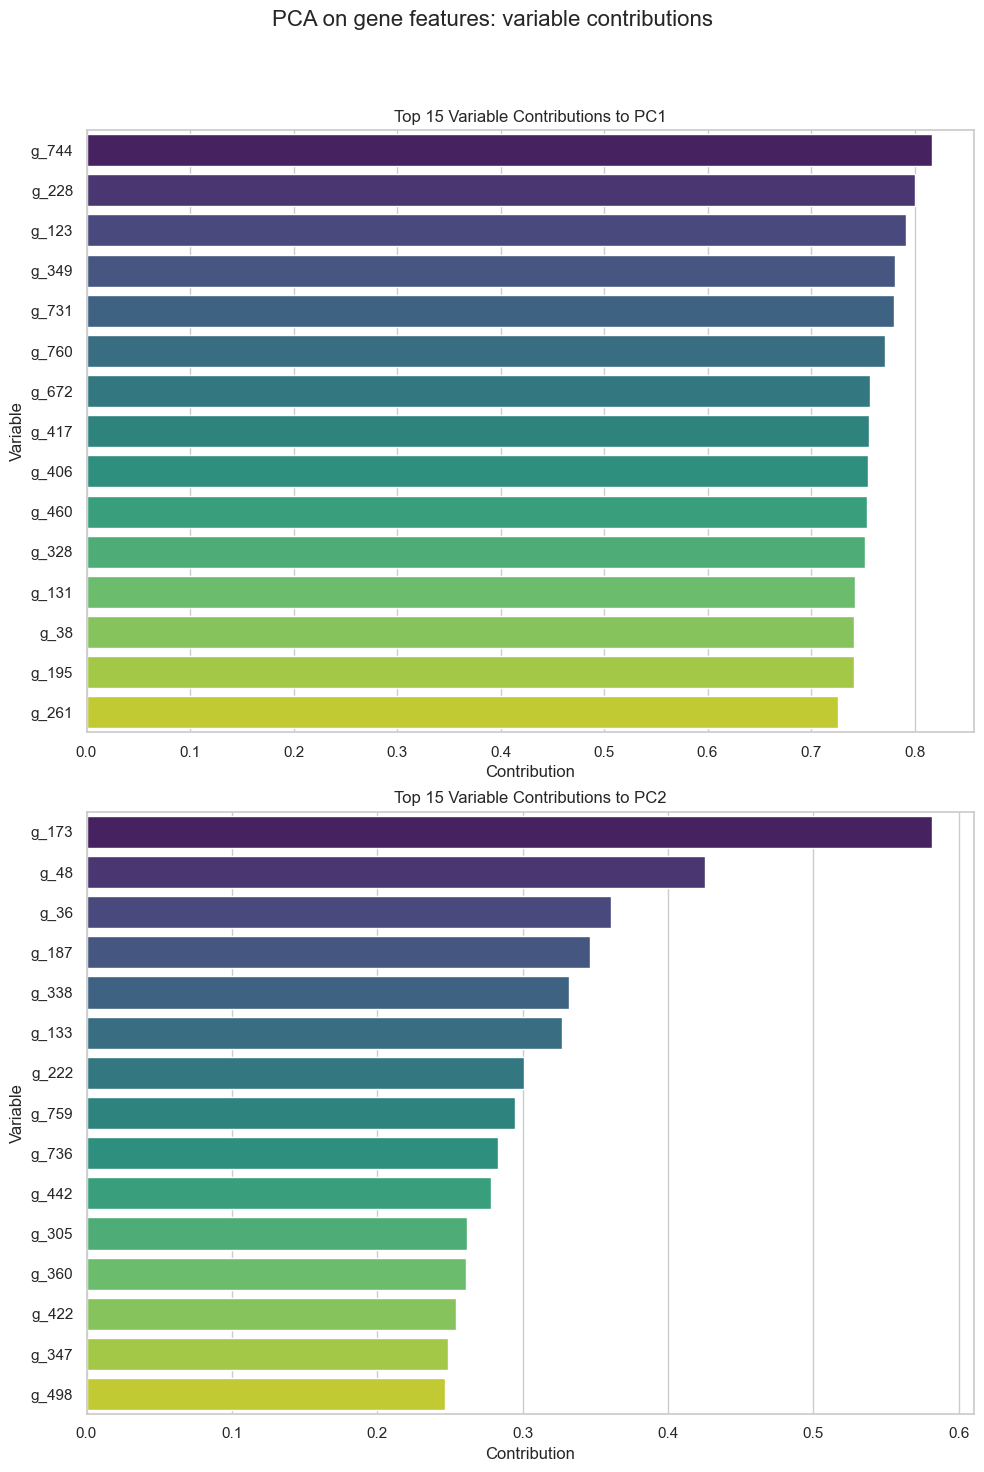 PCA on gene features: variable contributions
Top 15 Variable Contributions to PC1
Variable
g_744
g_228
g_123
g_349
g_731
g_760
g_672
g_417
g_406
g_460
g_328
g_131
g_38
g_195
g_261
0.0 0.1 0.2 0.3 0.4 0.5 0.6 0.7 0.8
Contribution
Top 15 Variable Contributions to PC2
Variable
g_173
g_48
g_36
g_187
g_338
g_133
g_222
g_759
g_736
g_442
g_305
g_360
g_422
g_347
g_498
0.0 0.1 0.2 0.3 0.4 0.5 0.6
Contribution